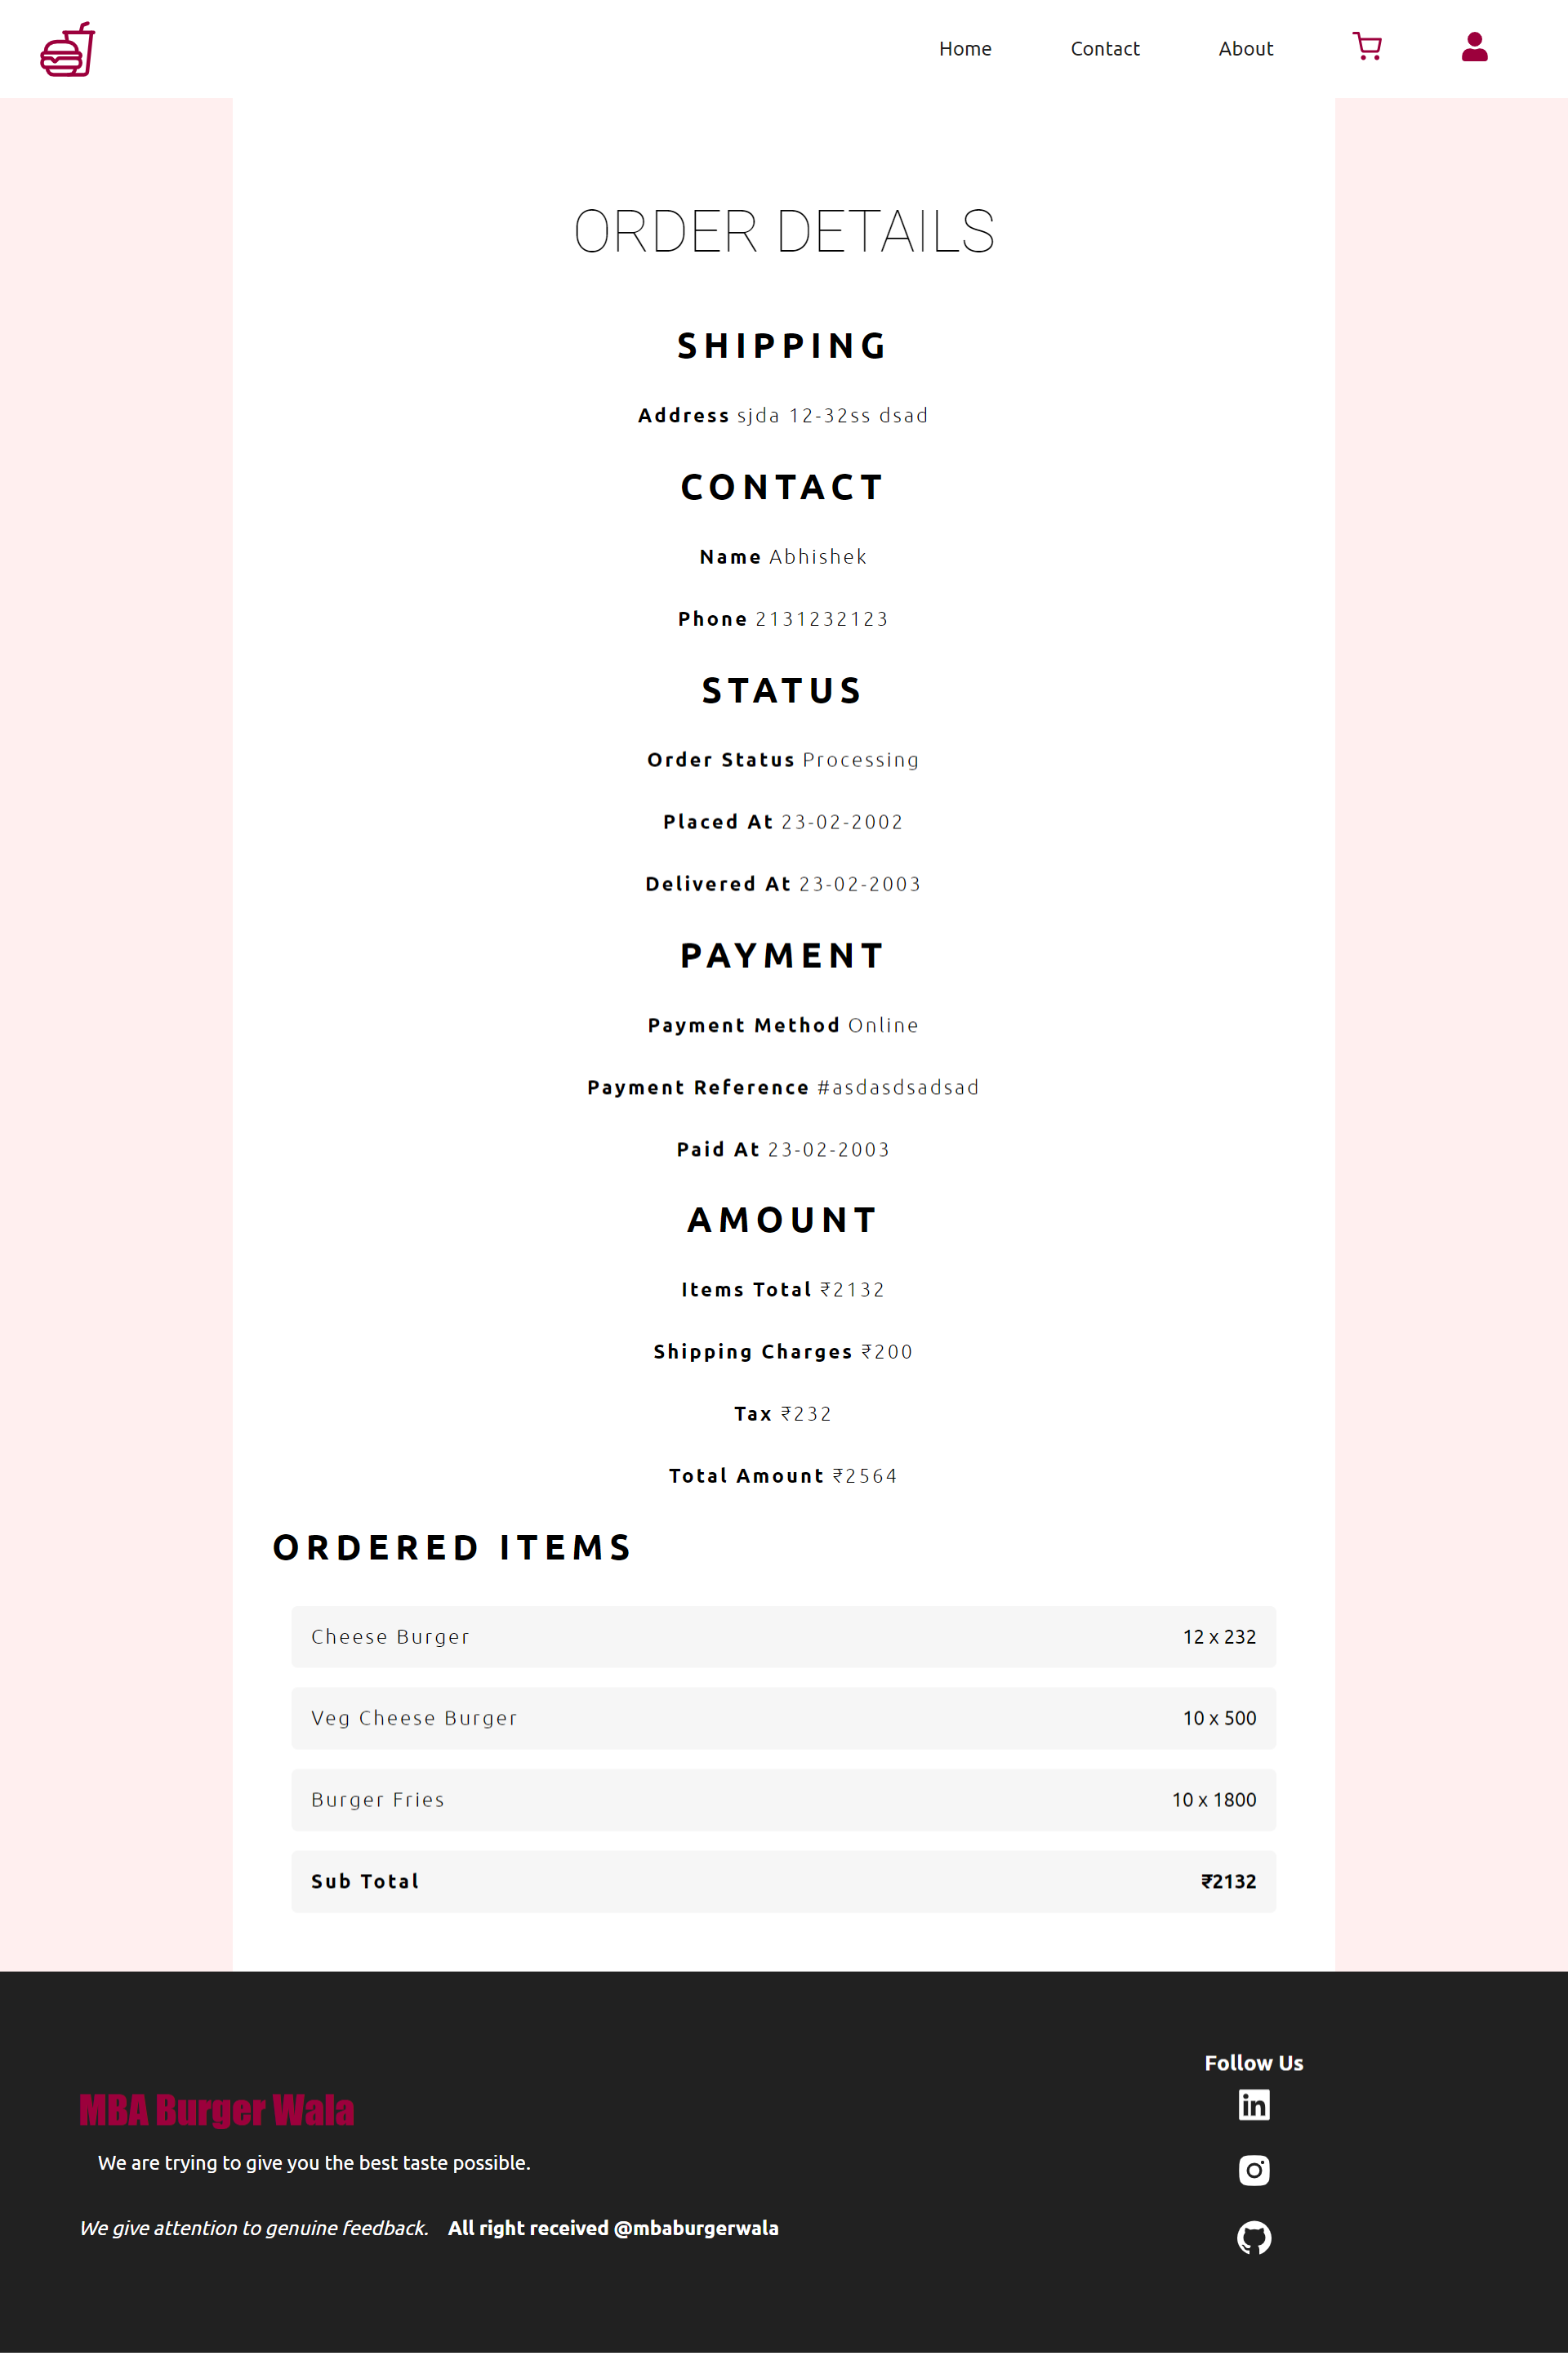 Home Contact About
ORDER DETAILS
SHIPPING
Address sjda 12-32ss dsad
CONTACT
Name Abhishek
Phone 2131232123
STATUS
Order Status Processing
Placed At 23-02-2002
Delivered At 23-02-2003
PAYMENT
Payment Method Online
Payment Reference #asdasdsadsad
Paid At 23-02-2003
AMOUNT
Items Total ₹2132
Shipping Charges ₹200
Tax ₹232
Total Amount ₹2564
ORDERED ITEMS
Cheese Burger 12 x 232
Veg Cheese Burger 10 x 500
Burger Fries 10 x 1800
Sub Total ₹2132
MBA Burger Wala
We are trying to give you the best taste possible.
We give attention to genuine feedback. All right received @mbaburgerwala
Follow Us
in